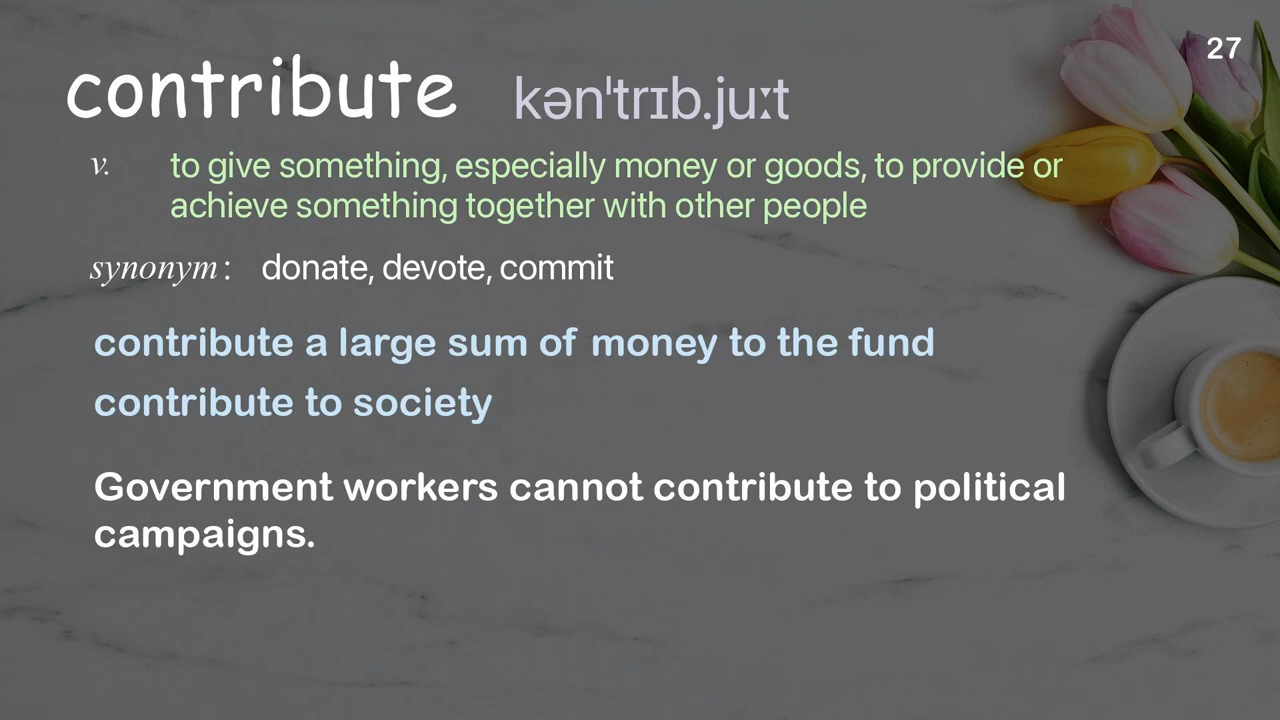 27
contribute kənˈtrɪb.juːt
v. to give something, especially money or goods, to provide or
achieve something together with other people
synonym : donate, devote, commit
contribute a large sum of money to the fund
contribute to society
Government workers cannot contribute to political
campaigns.